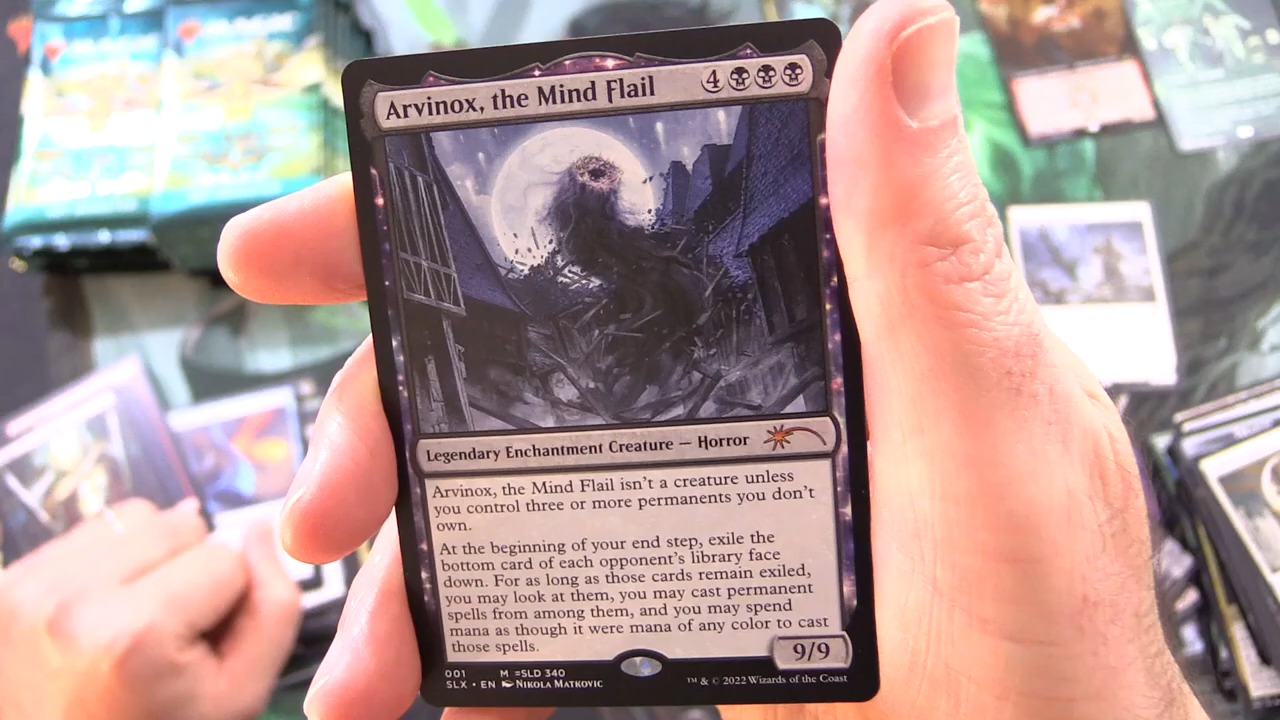 Arvinox, the Mind Flail 4
Legendary Enchantment Creature — Horror
Arvinox, the Mind Flail isn't a creature unless
you control three or more permanents you don't
own.
At the beginning of your end step, exile the
bottom card of each opponent's library face
down. For as long as those cards remain exiled,
you may look at them, you may cast permanent
spells from among them, and you may spend
mana as though it were mana of any color to cast
those spells.
9/9
001 M =SLD 340
SLX • EN Nikola Matkovic
™ & © 2022 Wizards of the Coast